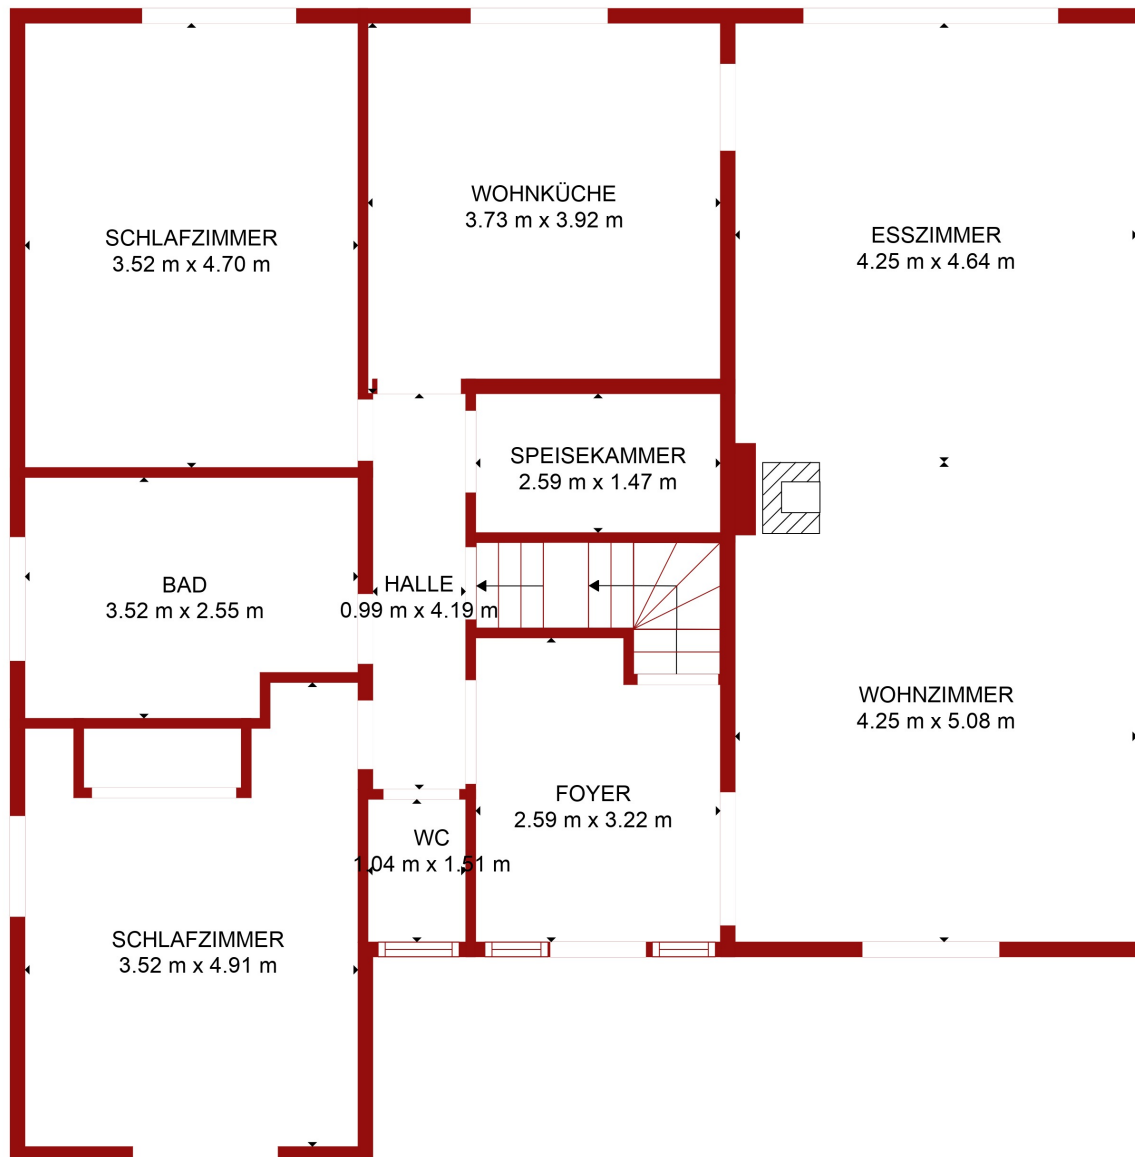 WOHNKÜCHE
3.73 m x 3.92 m
SCHLAFZIMMER
3.52 m x 4.70 m
ESSZIMMER
4.25 m x 4.64 m
SPEISEKAMMER
2.59 m x 1.47 m
BAD
3.52 m x 2.55 m
HALLE
0.99 m x 4.19 m
WOHNZIMMER
4.25 m x 5.08 m
FOYER
2.59 m x 3.22 m
WC
1.04 m x 1.51 m
SCHLAFZIMMER
3.52 m x 4.91 m